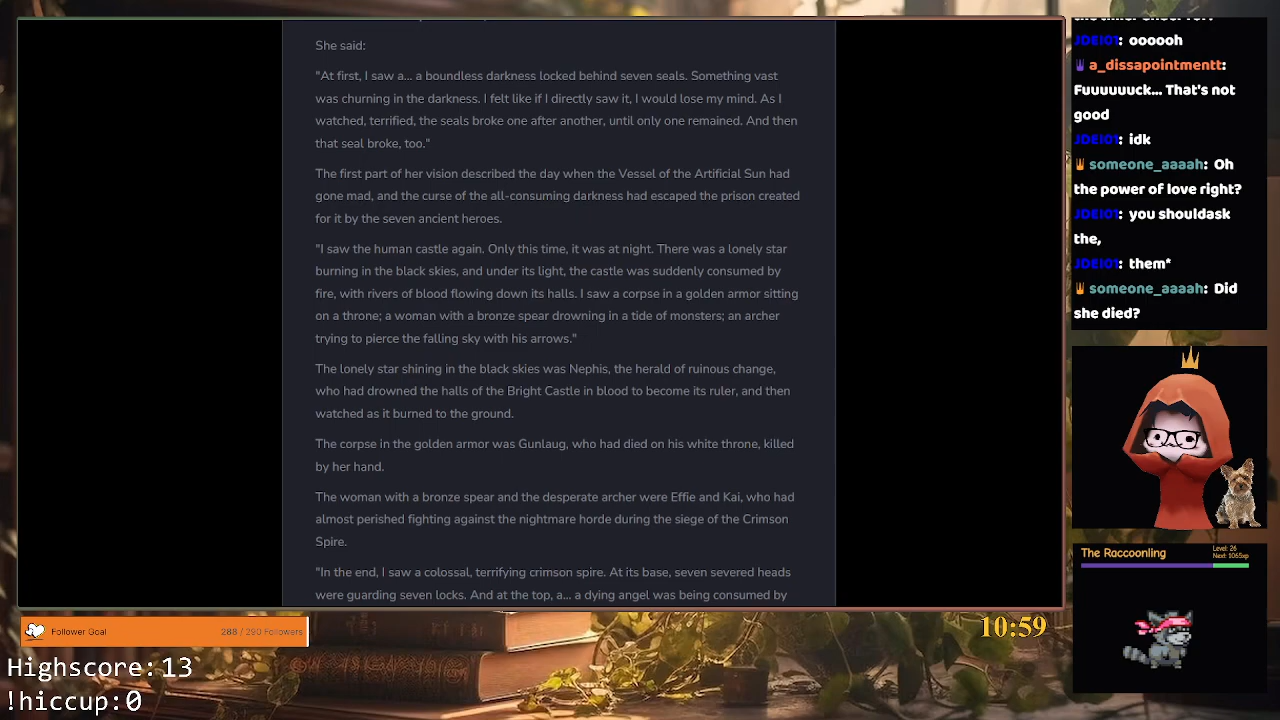 She said:
"At first, I saw a... a boundless darkness locked behind seven seals. Something vast
was churning in the darkness. I felt like if I directly saw it, I would lose my mind. As I
watched, terrified, the seals broke one after another, until only one remained. And then
that seal broke, too."
The first part of her vision described the day when the Vessel of the Artificial Sun had
gone mad, and the curse of the all-consuming darkness had escaped the prison created
for it by the seven ancient heroes.
"I saw the human castle again. Only this time, it was at night. There was a lonely star
burning in the black skies, and under its light, the castle was suddenly consumed by
fire, with rivers of blood flowing down its halls. I saw a corpse in a golden armor sitting
on a throne; a woman with a bronze spear drowning in a tide of monsters; an archer
trying to pierce the falling sky with his arrows."
The lonely star shining in the black skies was Nephis, the herald of ruinous change,
who had drowned the halls of the Bright Castle in blood to become its ruler, and then
watched as it burned to the ground.
The corpse in the golden armor was Gunlaug, who had died on his white throne, killed
by her hand.
The woman with a bronze spear and the desperate archer were Effie and Kai, who had
almost perished fighting against the nightmare horde during the siege of the Crimson
Spire.
"In the end, I saw a colossal, terrifying crimson spire. At its base, seven severed heads
were guarding seven locks. And at the top, a... a dying angel was being consumed by
JDEI01: oooooh
a_dissapointmentt:
Fuuuuuuck... That's not
good
JDEI01: idk
someone_aaaah: Oh
the power of love right?
JDEI01: you shouldask
the,
JDEI01: them*
someone_aaaah: Did
she died?
The Raccoonling
Level: 26
Next: 1065xp
Follower Goal
288 / 290 Followers
10:59
Highscore:13
!hiccup:0